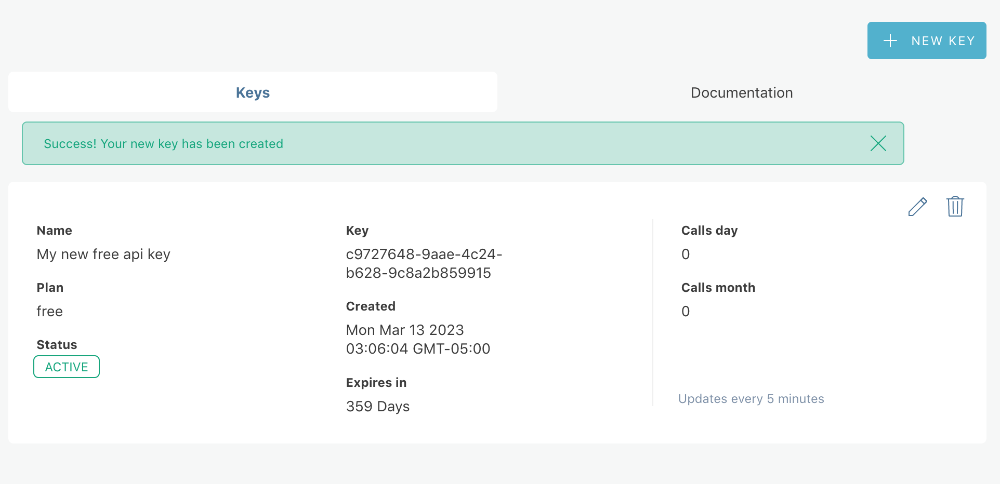 NEW KEY
Keys
Documentation
Success! Your new key has been created
Name
My new free api key
Plan
free
Status
ACTIVE
Key
c9727648-9aae-4c24-
b628-9c8a2b859915
Created
Mon Mar 13 2023
03:06:04 GMT-05:00
Expires in
359 Days
Calls day
0
Calls month
0
Updates every 5 minutes